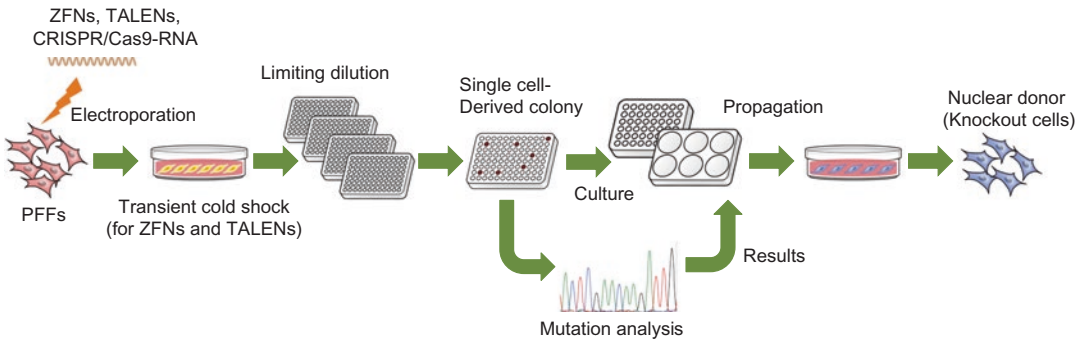 ZFNs, TALENs,
CRISPR/Cas9-RNA
Electroporation
PFFs
Transient cold shock
(for ZFNs and TALENs)
Limiting dilution
Single cell-
Derived colony
Culture
Mutation analysis
Results
Propagation
Nuclear donor
(Knockout cells)